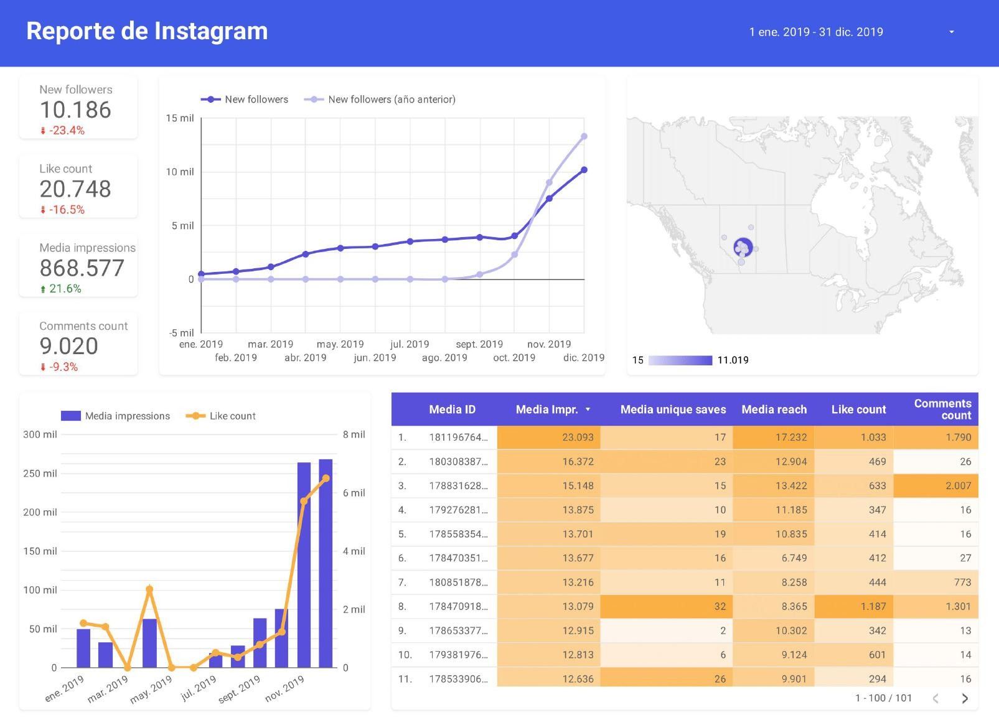 Reporte de Instagram
1 ene. 2019 - 31 dic. 2019
New followers
10.186
-23.4%
Like count
20.748
-16.5%
Media impressions
868.577
21.6%
Comments count
9.020
-9.3%
New followers New followers (año anterior)
15 mil
10 mil
5 mil
0
-5 mil
ene. 2019 mar. 2019 may. 2019 jul. 2019 sept. 2019 nov. 2019
feb. 2019 abr. 2019 jun. 2019 ago. 2019 oct. 2019 dic. 2019
15 11.019
Media impressions Like count
300 mil 8 mil
250 mil
6 mil
200 mil
150 mil 4 mil
100 mil
2 mil
50 mil
0 0
ene. 2019 mar. 2019 may. 2019 jul. 2019 sept. 2019 nov. 2019
Media ID Media Impr. Media unique saves Media reach Like count Comments count
1. 181196764... 23.093 17 17.232 1.033 1.790
2. 180308387... 16.372 23 12.904 469 26
3. 178831628... 15.148 15 13.422 633 2.007
4. 179276281... 13.875 10 11.185 347 16
5. 178558354... 13.701 19 10.835 414 16
6. 178470351... 13.677 16 6.749 412 27
7. 180851878... 13.216 11 8.258 444 773
8. 178470918... 13.079 32 8.365 1.187 1.301
9. 178653377... 12.915 2 10.302 342 13
10. 179381976... 12.813 6 9.124 601 14
11. 178533906... 12.636 26 9.901 294 16
1 - 100 / 101